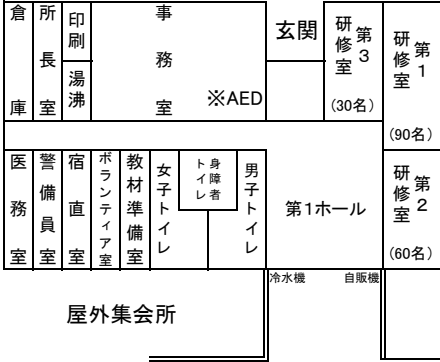 倉庫
所長室
印刷
湯沸
事務室
※AED
玄関
第3
研修室
(30名)
第1
研修室
(90名)
医務室
警備員室
宿直室
ボランティア室
教材準備室
女子トイレ
身障者
トイレ
男子トイレ
第1ホール
第2
研修室
(60名)
冷水機
自販機
屋外集会所